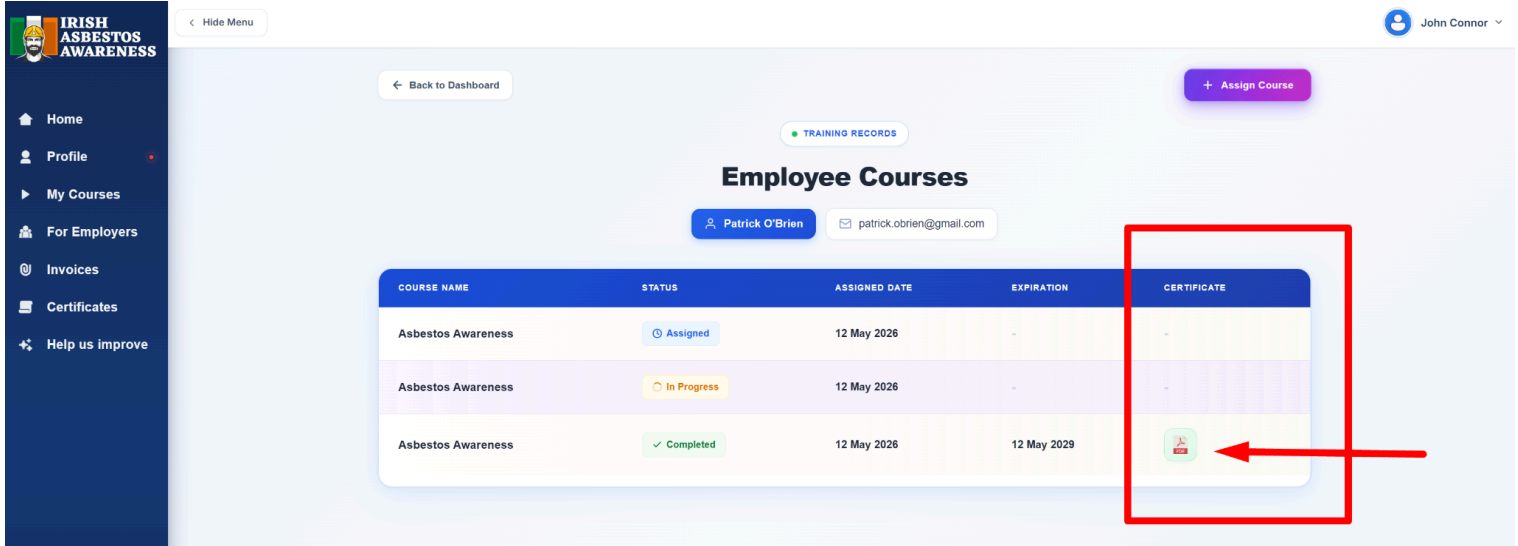 IRISH
ASBESTOS
AWARENESS
Hide Menu
John Connor
Home
Profile
My Courses
For Employers
Invoices
Certificates
Help us improve
Back to Dashboard
+ Assign Course
TRAINING RECORDS
Employee Courses
Patrick O'Brien patrick.obrien@gmail.com
COURSE NAME STATUS ASSIGNED DATE EXPIRATION CERTIFICATE
Asbestos Awareness Assigned 12 May 2026 - -
Asbestos Awareness In Progress 12 May 2026 - -
Asbestos Awareness Completed 12 May 2026 12 May 2029 PDF